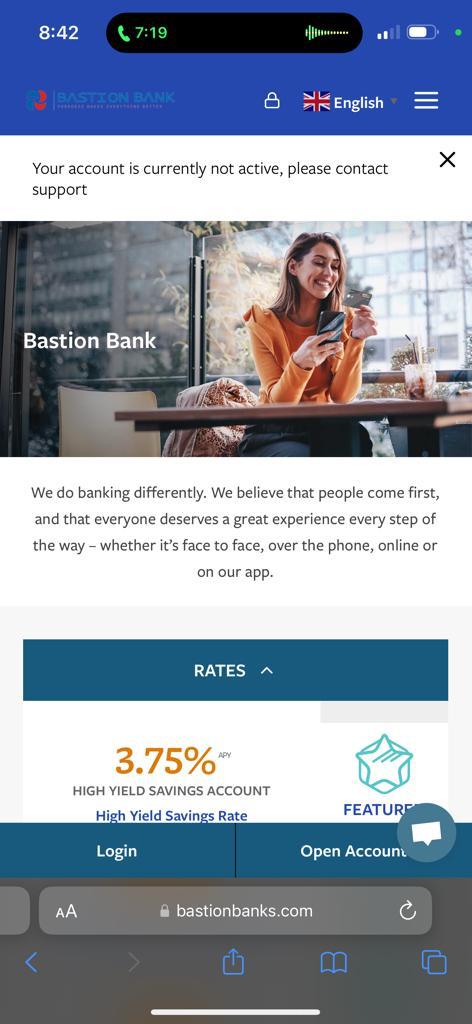 8:42
7:19
BASTION BANK
English
Your account is currently not active, please contact
support
Bastion Bank
We do banking differently. We believe that people come first,
and that everyone deserves a great experience every step of
the way – whether it’s face to face, over the phone, online or
on our app.
RATES
3.75% APY
HIGH YIELD SAVINGS ACCOUNT
High Yield Savings Rate
FEATURE
Login
Open Account
AA
bastionbanks.com